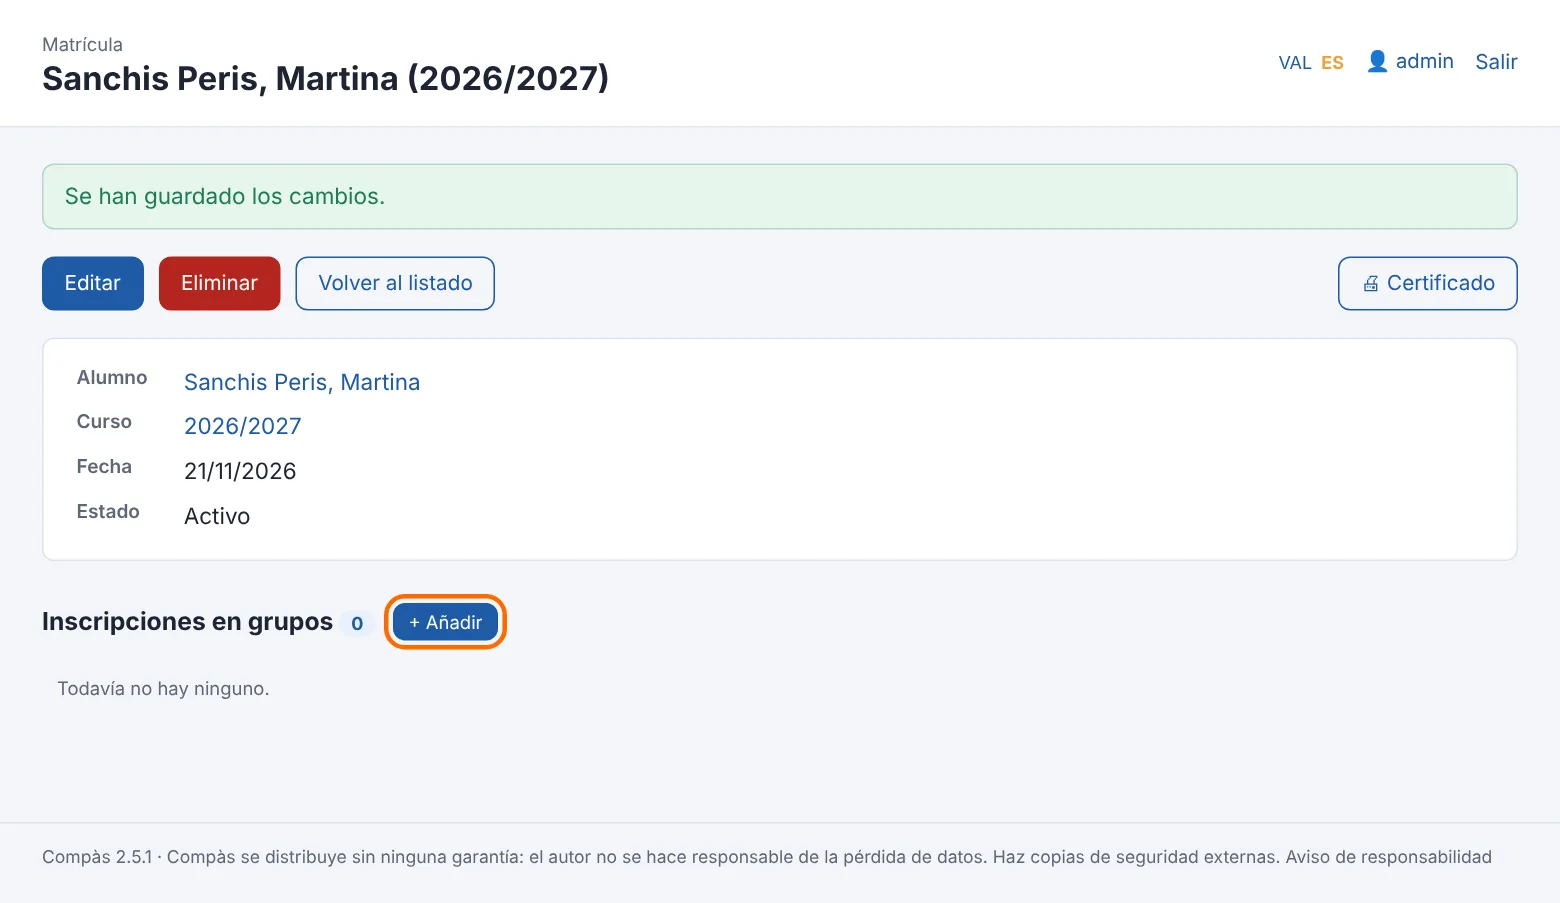 Matrícula
Sanchis Peris, Martina (2026/2027)
VAL ES admin Salir
Se han guardado los cambios.
Editar Eliminar Volver al listado Certificado
Alumno Sanchis Peris, Martina
Curso 2026/2027
Fecha 21/11/2026
Estado Activo
Inscripciones en grupos 0 + Añadir
Todavía no hay ninguno.
Compàs 2.5.1 · Compàs se distribuye sin ninguna garantía: el autor no se hace responsable de la pérdida de datos. Haz copias de seguridad externas. Aviso de responsabilidad